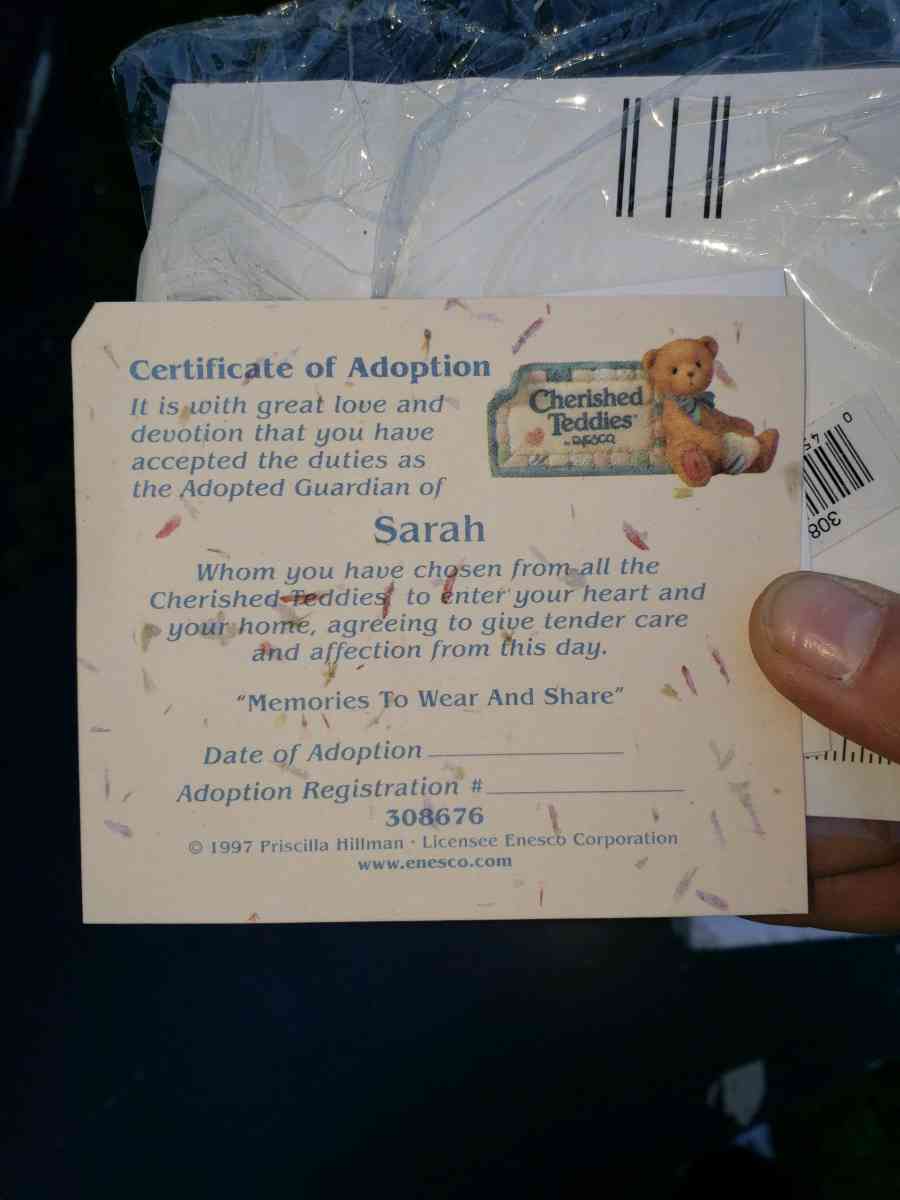 Certificate of Adoption
It is with great love and
devotion that you have
accepted the duties as
the Adopted Guardian of
Cherished
Teddies
by ENESCO
Sarah
Whom you have chosen from all the
Cherished Teddies, to enter your heart and
your home, agreeing to give tender care
and affection from this day.
"Memories To Wear And Share"
Date of Adoption
Adoption Registration #
308676
© 1997 Priscilla Hillman · Licensee Enesco Corporation
www.enesco.com
308